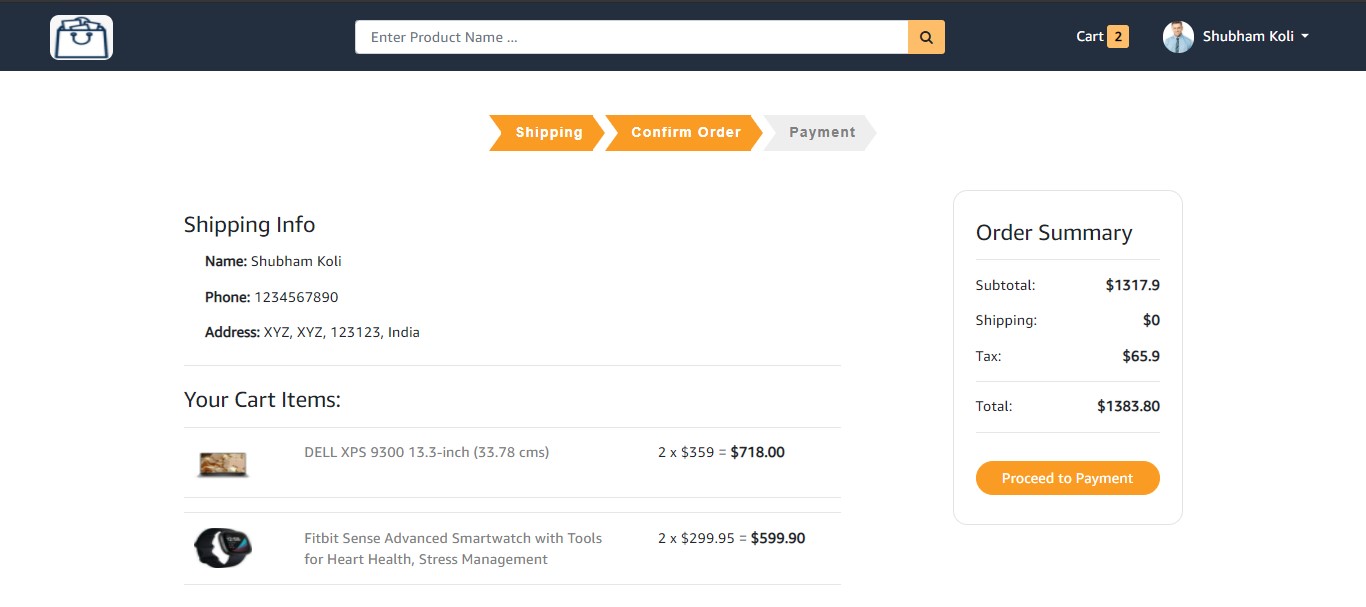 Enter Product Name ...
Cart 2
Shubham Koli
Shipping
Confirm Order
Payment
Shipping Info
Name: Shubham Koli
Phone: 1234567890
Address: XYZ, XYZ, 123123, India
Your Cart Items:
DELL XPS 9300 13.3-inch (33.78 cms)
2 x $359 = $718.00
Fitbit Sense Advanced Smartwatch with Tools
for Heart Health, Stress Management
2 x $299.95 = $599.90
Order Summary
Subtotal: $1317.9
Shipping: $0
Tax: $65.9
Total: $1383.80
Proceed to Payment